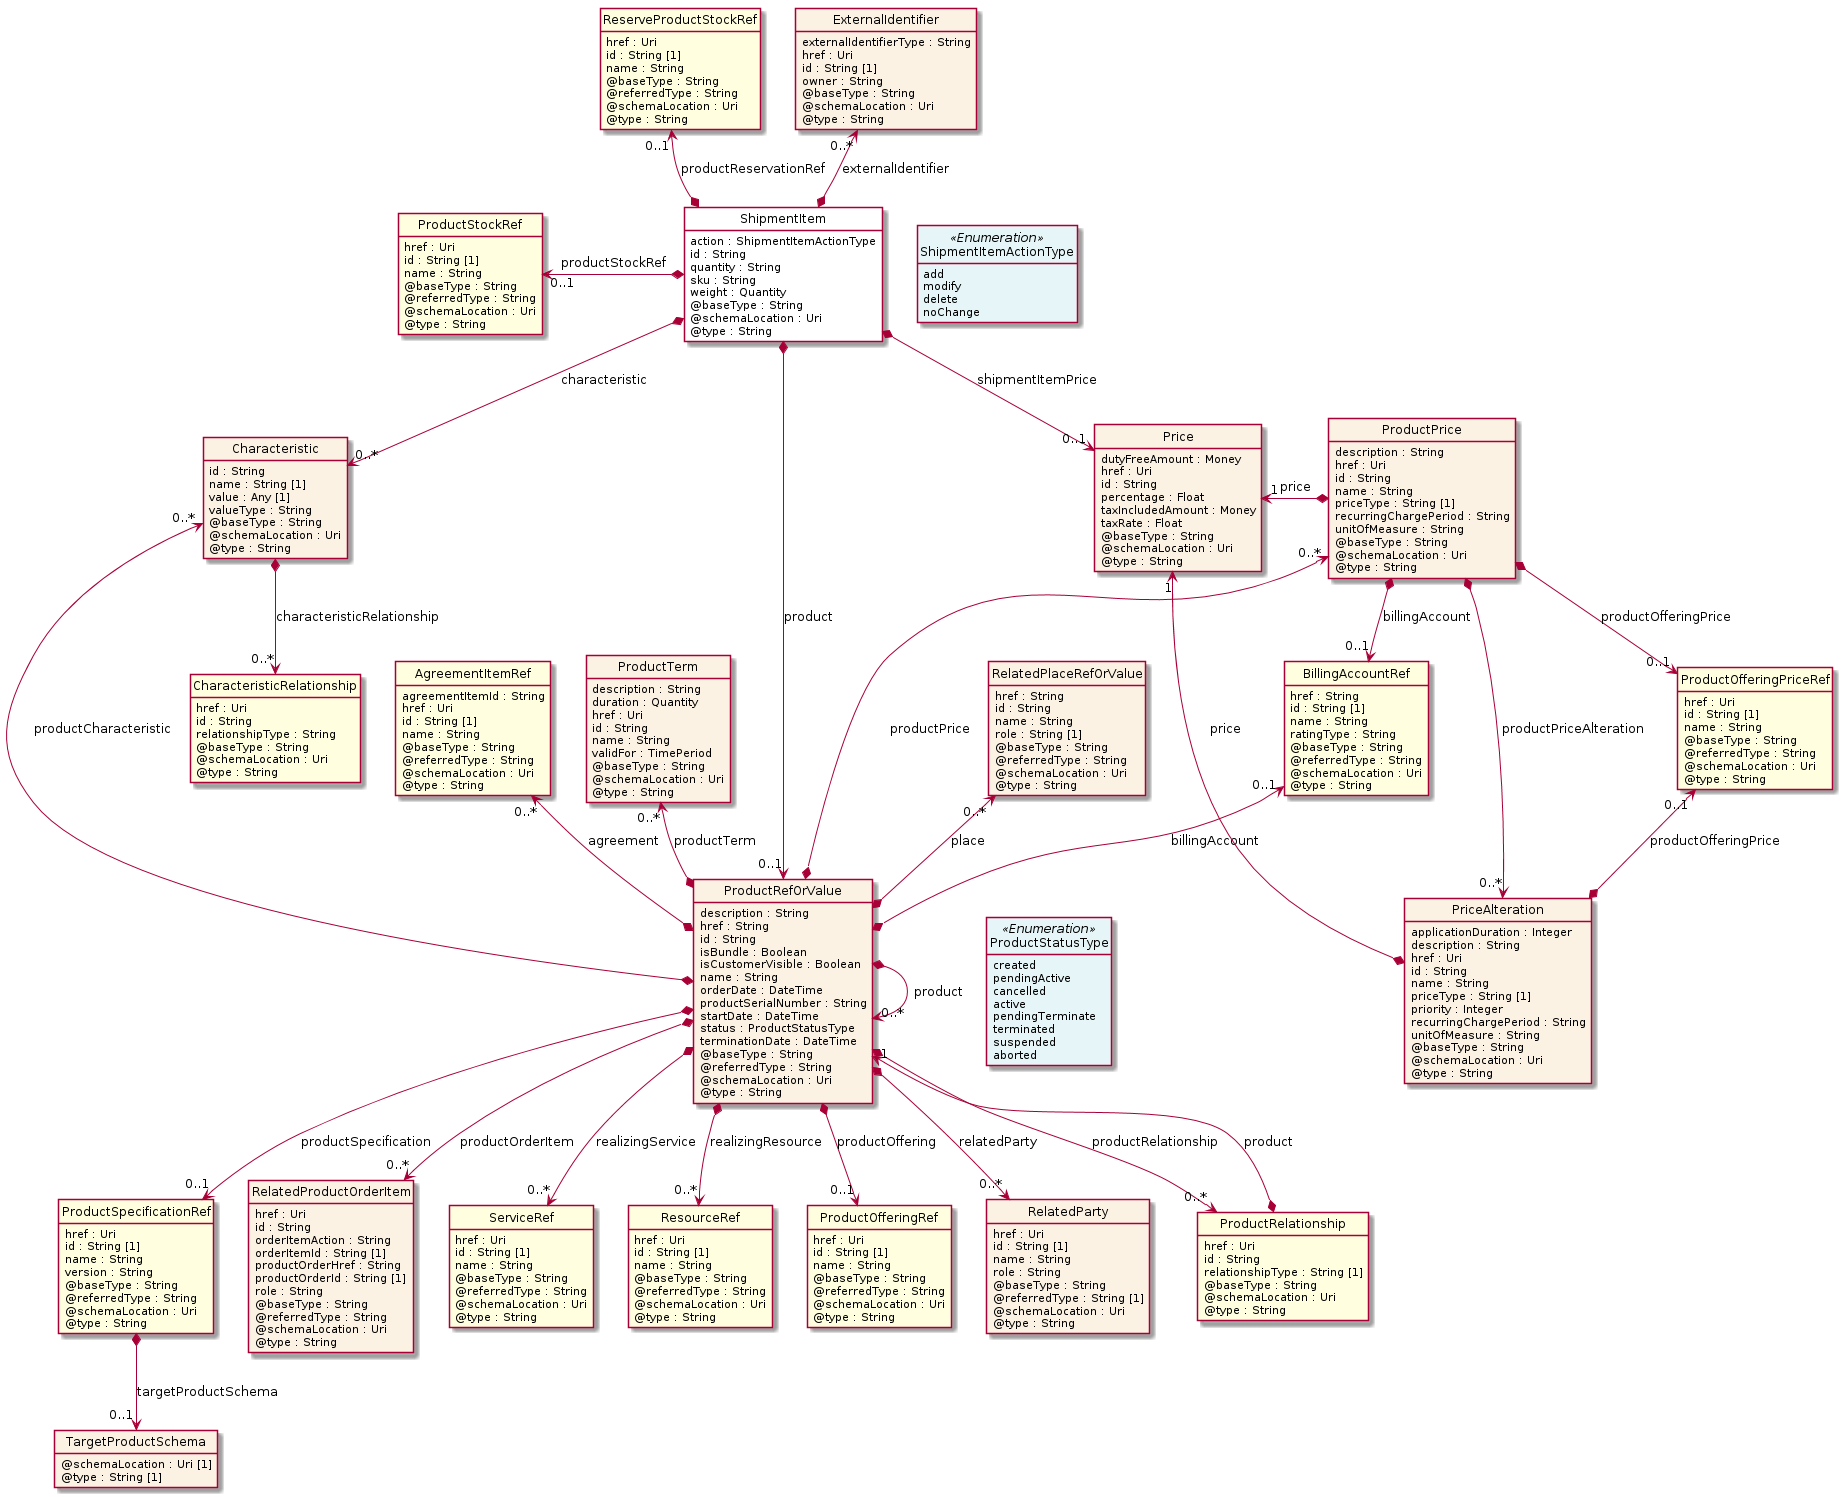 ReserveProductStockRef
href : Uri
id : String [1]
name : String
@baseType : String
@referredType : String
@schemaLocation : Uri
@type : String
ExternalIdentifier
externalIdentifierType : String
href : Uri
id : String [1]
owner : String
@baseType : String
@schemaLocation : Uri
@type : String
0..1
productReservationRef
0..*
externalIdentifier
ProductStockRef
href : Uri
id : String [1]
name : String
@baseType : String
@referredType : String
@schemaLocation : Uri
@type : String
productStockRef
0..1
ShipmentItem
action : ShipmentItemActionType
id : String
quantity : String
sku : String
weight : Quantity
@baseType : String
@schemaLocation : Uri
@type : String
«Enumeration»
ShipmentItemActionType
add
modify
delete
noChange
characteristic
0..*
shipmentItemPrice
0..1
product
0..1
Characteristic
id : String
name : String [1]
value : Any [1]
valueType : String
@baseType : String
@schemaLocation : Uri
@type : String
0..*
productCharacteristic
characteristicRelationship
0..*
Price
dutyFreeAmount : Money
href : Uri
id : String
percentage : Float
taxIncludedAmount : Money
taxRate : Float
@baseType : String
@schemaLocation : Uri
@type : String
1
price
ProductPrice
description : String
href : Uri
id : String
name : String
priceType : String [1]
recurringChargePeriod : String
unitOfMeasure : String
@baseType : String
@schemaLocation : Uri
@type : String
0..*
productPrice
1
price
billingAccount
0..1
productPriceAlteration
0..*
productOfferingPrice
0..1
CharacteristicRelationship
href : Uri
id : String
relationshipType : String
@baseType : String
@schemaLocation : Uri
@type : String
AgreementItemRef
agreementItemId : String
href : Uri
id : String [1]
name : String
@baseType : String
@referredType : String
@schemaLocation : Uri
@type : String
0..*
agreement
ProductTerm
description : String
duration : Quantity
href : Uri
id : String
name : String
validFor : TimePeriod
@baseType : String
@schemaLocation : Uri
@type : String
0..*
productTerm
RelatedPlaceRefOrValue
href : String
id : String
name : String
role : String [1]
@baseType : String
@referredType : String
@schemaLocation : Uri
@type : String
0..*
place
BillingAccountRef
href : String
id : String [1]
name : String
ratingType : String
@baseType : String
@referredType : String
@schemaLocation : Uri
@type : String
0..1
billingAccount
ProductOfferingPriceRef
href : Uri
id : String [1]
name : String
@baseType : String
@referredType : String
@schemaLocation : Uri
@type : String
0..1
productOfferingPrice
ProductRefOrValue
description : String
href : String
id : String
isBundle : Boolean
isCustomerVisible : Boolean
name : String
orderDate : DateTime
productSerialNumber : String
startDate : DateTime
status : ProductStatusType
terminationDate : DateTime
@baseType : String
@referredType : String
@schemaLocation : Uri
@type : String
product
0..*
1
«Enumeration»
ProductStatusType
created
pendingActive
cancelled
active
pendingTerminate
terminated
suspended
aborted
PriceAlteration
applicationDuration : Integer
description : String
href : Uri
id : String
name : String
priceType : String [1]
priority : Integer
recurringChargePeriod : String
unitOfMeasure : String
@baseType : String
@schemaLocation : Uri
@type : String
productSpecification
0..1
productOrderItem
0..*
realizingService
0..*
realizingResource
0..*
productOffering
0..1
relatedParty
0..*
productRelationship
0..*
product
ProductSpecificationRef
href : Uri
id : String [1]
name : String
version : String
@baseType : String
@referredType : String
@schemaLocation : Uri
@type : String
RelatedProductOrderItem
href : Uri
id : String
orderItemAction : String
orderItemId : String [1]
productOrderHref : String
productOrderId : String [1]
role : String
@baseType : String
@referredType : String
@schemaLocation : Uri
@type : String
ServiceRef
href : Uri
id : String [1]
name : String
@baseType : String
@referredType : String
@schemaLocation : Uri
@type : String
ResourceRef
href : Uri
id : String [1]
name : String
@baseType : String
@referredType : String
@schemaLocation : Uri
@type : String
ProductOfferingRef
href : Uri
id : String [1]
name : String
@baseType : String
@referredType : String
@schemaLocation : Uri
@type : String
RelatedParty
href : Uri
id : String [1]
name : String
role : String
@baseType : String
@referredType : String [1]
@schemaLocation : Uri
@type : String
ProductRelationship
href : Uri
id : String
relationshipType : String [1]
@baseType : String
@schemaLocation : Uri
@type : String
targetProductSchema
0..1
TargetProductSchema
@schemaLocation : Uri [1]
@type : String [1]